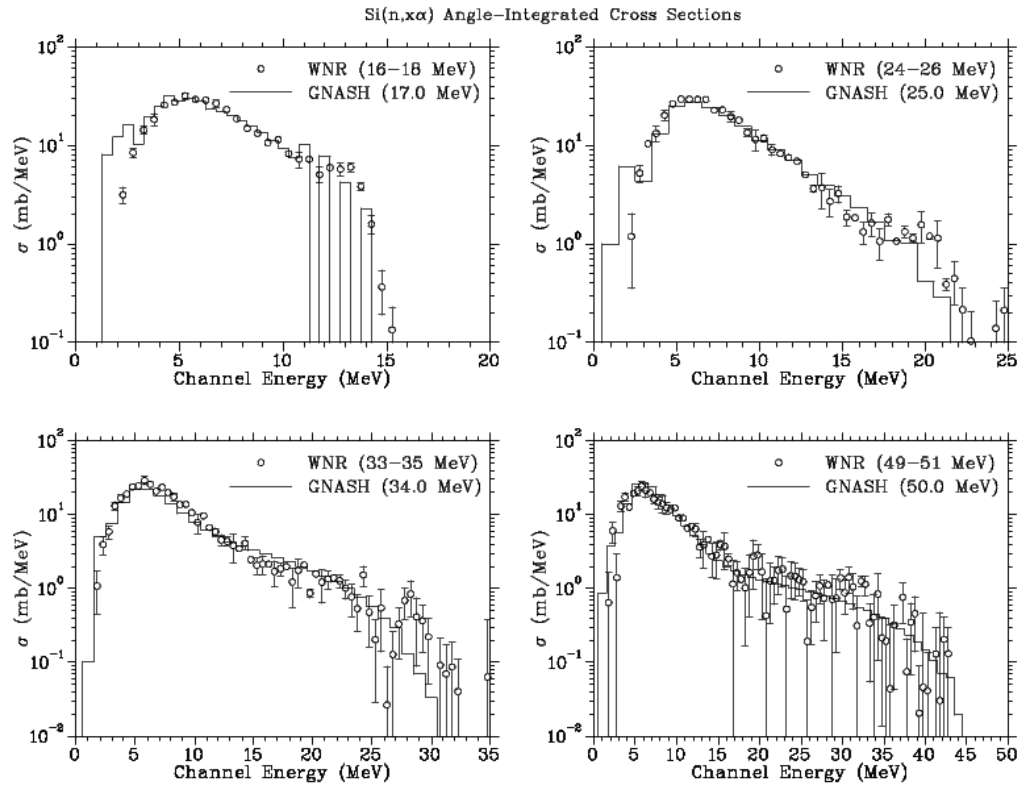 Si(n,xα) Angle−Integrated Cross Sections
10² 10¹ 10⁰ 10⁻¹
σ (mb/MeV)
WNR (16−18 MeV)
GNASH (17.0 MeV)
0 5 10 15 20
Channel Energy (MeV)
10² 10¹ 10⁰ 10⁻¹
σ (mb/MeV)
WNR (24−26 MeV)
GNASH (25.0 MeV)
0 5 10 15 20 25
Channel Energy (MeV)
10² 10¹ 10⁰ 10⁻¹ 10⁻²
σ (mb/MeV)
WNR (33−35 MeV)
GNASH (34.0 MeV)
0 5 10 15 20 25 30 35
Channel Energy (MeV)
10² 10¹ 10⁰ 10⁻¹ 10⁻²
σ (mb/MeV)
WNR (49−51 MeV)
GNASH (50.0 MeV)
0 5 10 15 20 25 30 35 40 45 50
Channel Energy (MeV)